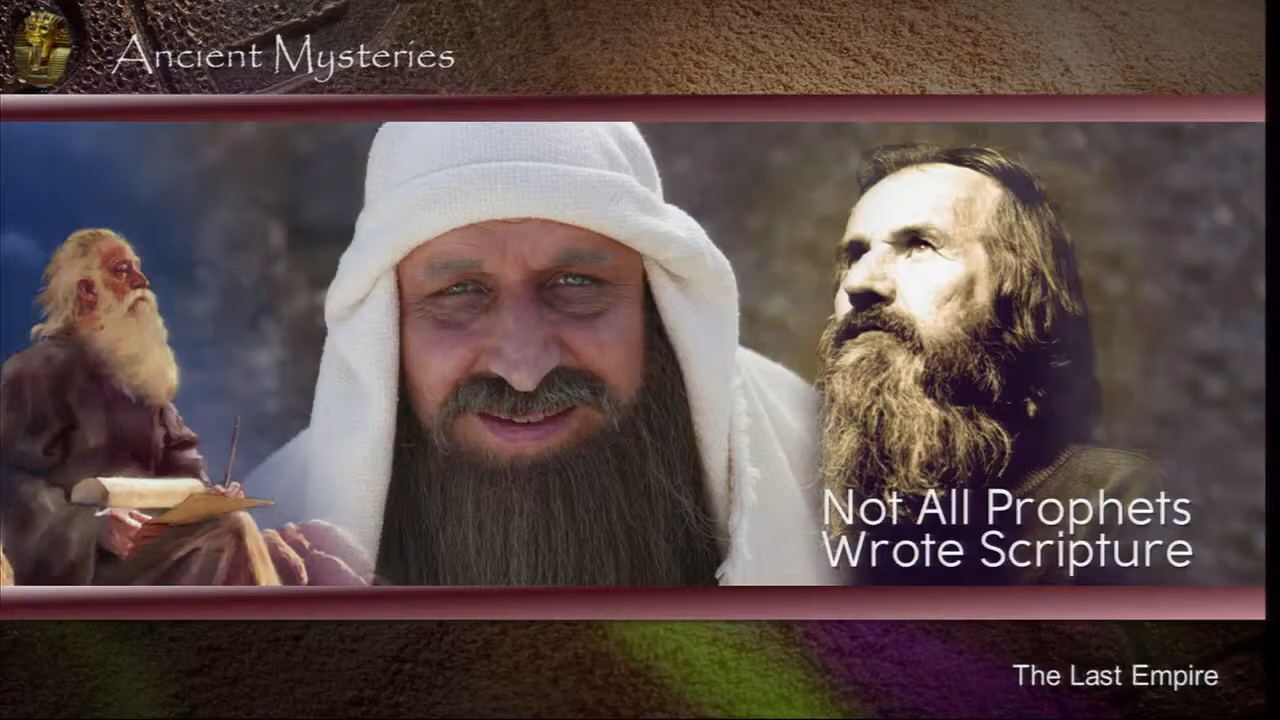 Ancient Mysteries
Not All Prophets
Wrote Scripture
The Last Empire